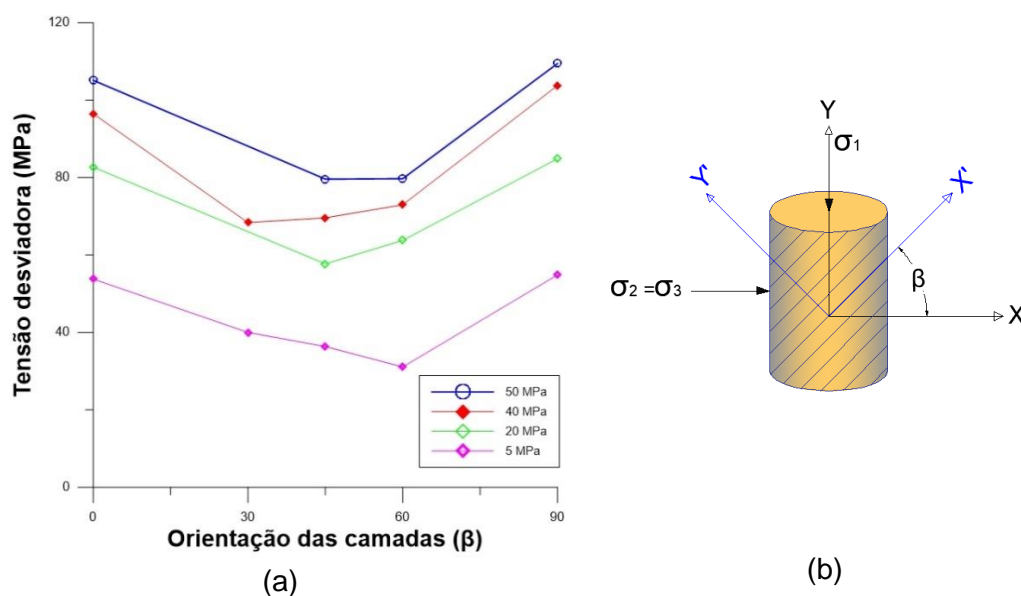 120
80
40
0
Tensão desviadora (MPa)
50 MPa
40 MPa
20 MPa
5 MPa
0
30
60
90
Orientação das camadas (β)
(a)
Y
σ1
Y'
X'
β
σ2 =σ3
X
(b)